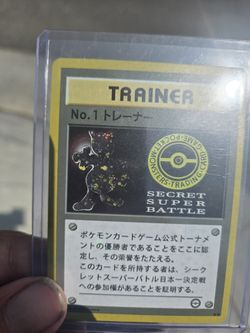 TRAINER
No.1トレーナー
POCKET MONSTERS TRADING CARD GAME
SECRET
SUPER
BATTLE
ポケモンカードゲーム公式トーナ
メントの優勝者であることをここに認
定し、その栄誉をたたえる。
このカードを所持する者は、シーク
レットスーパーバトル日本一決定戦
への参加権があることを証明する。